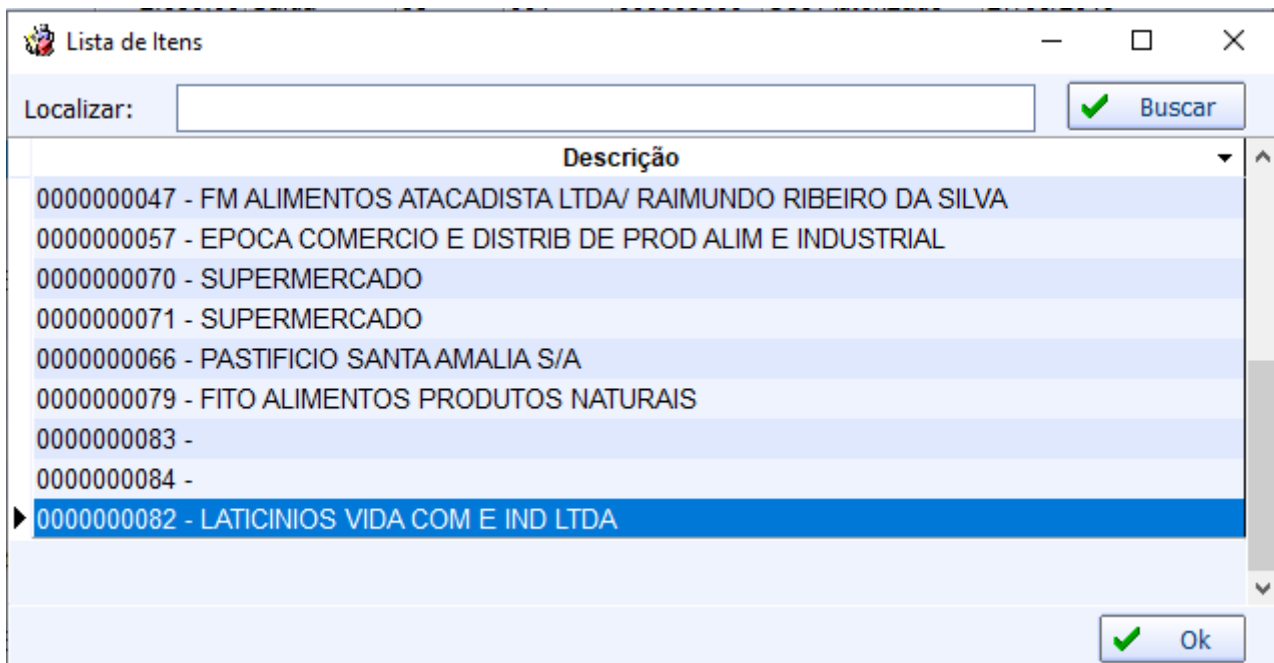 Lista de Itens
Localizar:
Buscar
Descrição
0000000047 - FM ALIMENTOS ATACADISTA LTDA/ RAIMUNDO RIBEIRO DA SILVA
0000000057 - EPOCA COMERCIO E DISTRIB DE PROD ALIM E INDUSTRIAL
0000000070 - SUPERMERCADO
0000000071 - SUPERMERCADO
0000000066 - PASTIFICIO SANTA AMALIA S/A
0000000079 - FITO ALIMENTOS PRODUTOS NATURAIS
0000000083 -
0000000084 -
0000000082 - LATICINIOS VIDA COM E IND LTDA
Ok